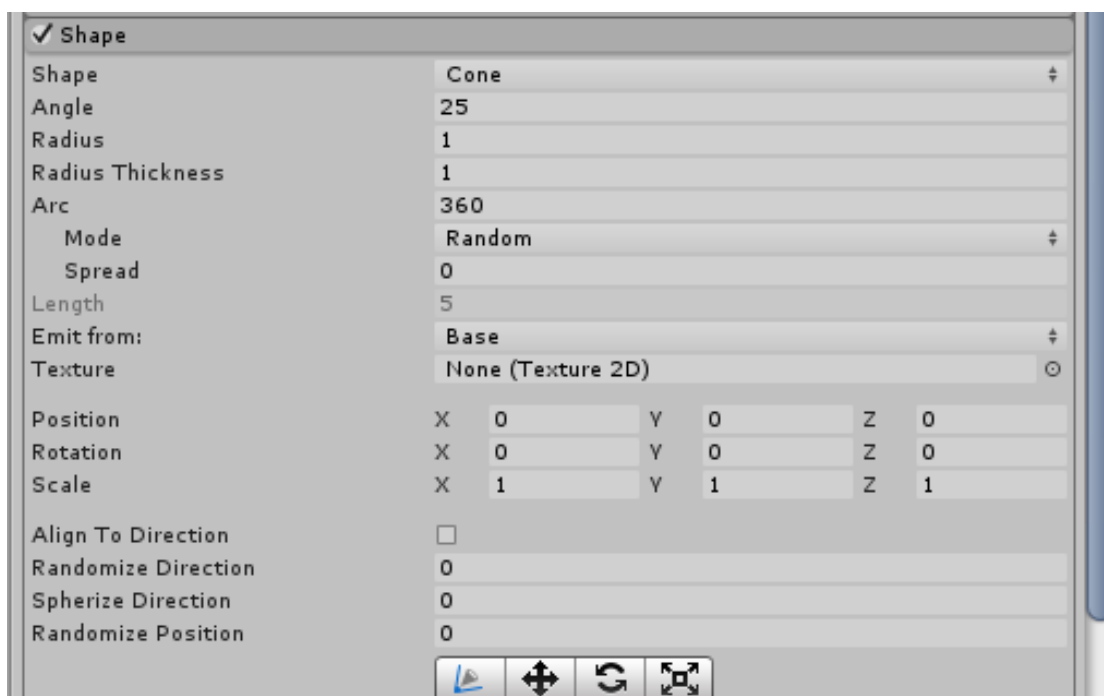 Shape
Shape Cone
Angle 25
Radius 1
Radius Thickness 1
Arc 360
Mode Random
Spread 0
Length 5
Emit from: Base
Texture None (Texture 2D)
Position X 0 Y 0 Z 0
Rotation X 0 Y 0 Z 0
Scale X 1 Y 1 Z 1
Align To Direction
Randomize Direction 0
Spherize Direction 0
Randomize Position 0